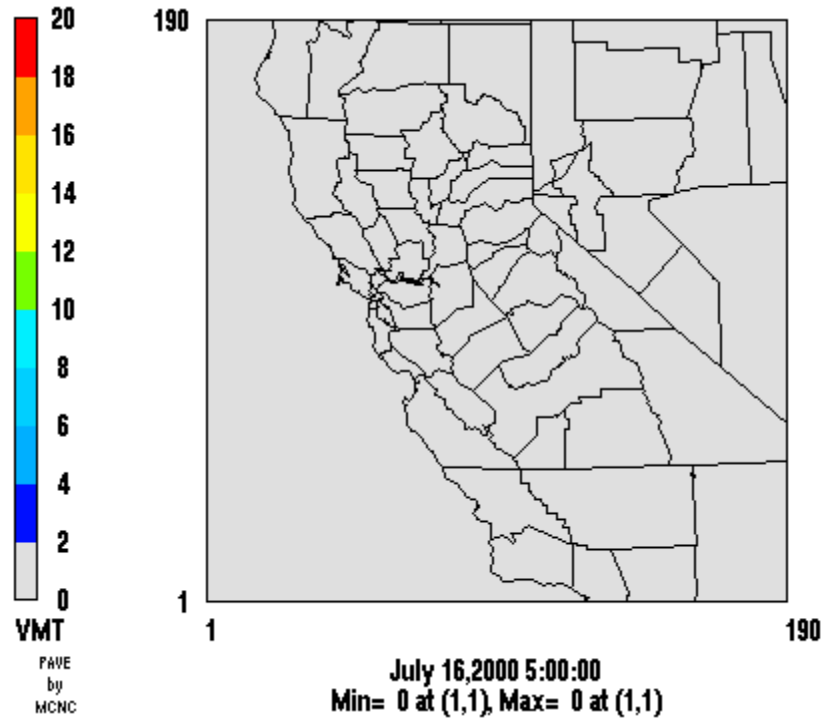 20
18
16
14
12
10
8
6
4
2
0
VMT
PAVE
by
MCNC
190
1
1
190
July 16,2000 5:00:00
Min= 0 at (1,1), Max= 0 at (1,1)